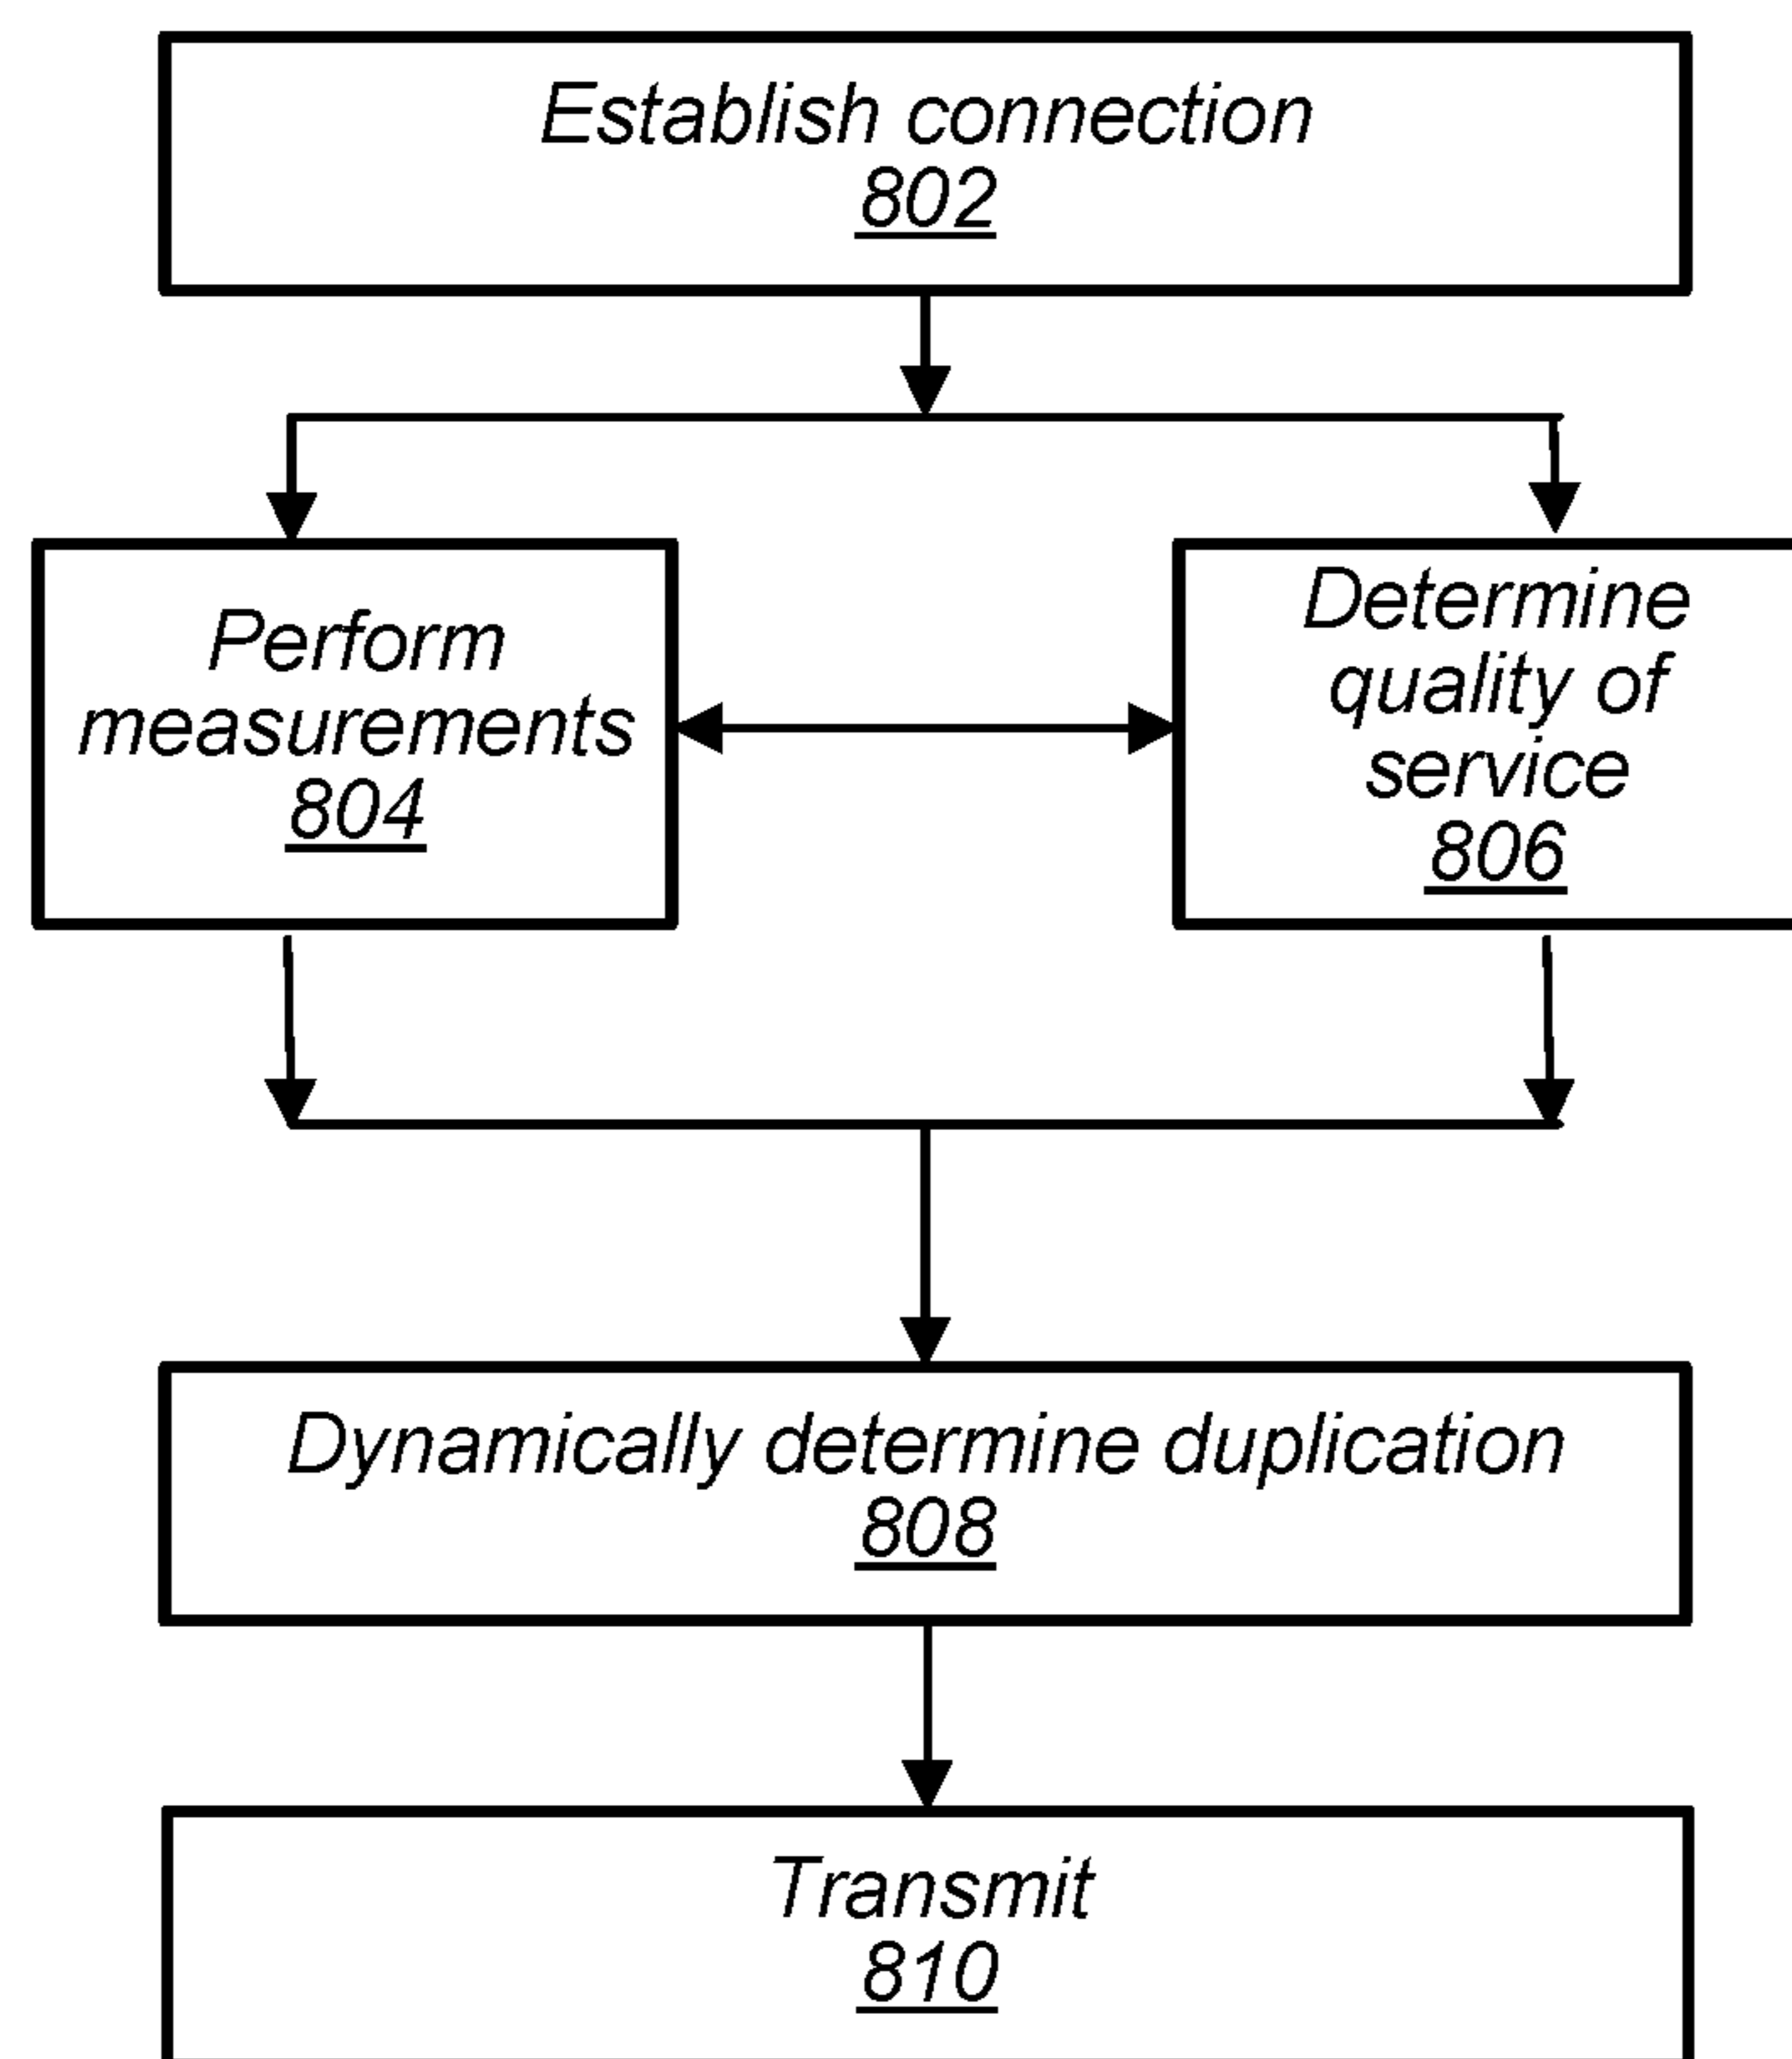 Establish connection
802
Perform
measurements
804
Determine
quality of
service
806
Dynamically determine duplication
808
Transmit
810